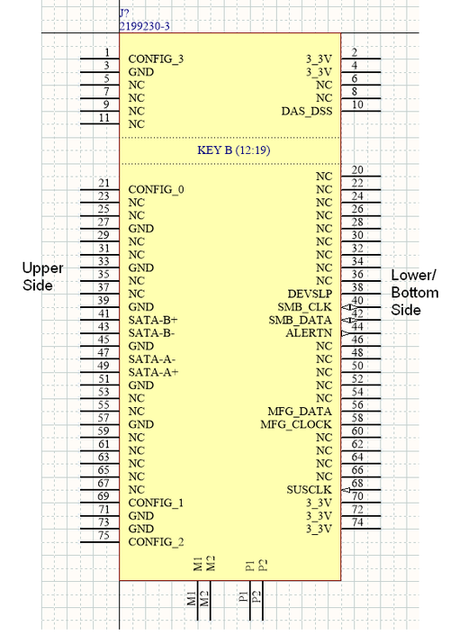 J?
2199230-3
1 CONFIG_3 3_3V 2
3 GND 3_3V 4
5 NC NC 6
7 NC NC 8
9 NC DAS_DSS 10
11 NC
KEY B (12:19)
NC 20
21 CONFIG_0 NC 22
23 NC NC 24
25 NC NC 26
27 GND NC 28
29 NC NC 30
31 NC NC 32
33 GND NC 34
35 NC NC 36
37 NC DEVSLP 38
39 GND SMB_CLK 40
41 SATA-B+ SMB_DATA 42
43 SATA-B- ALERTN 44
45 GND NC 46
47 SATA-A- NC 48
49 SATA-A+ NC 50
51 GND NC 52
53 NC NC 54
55 NC MFG_DATA 56
57 GND MFG_CLOCK 58
59 NC NC 60
61 NC NC 62
63 NC NC 64
65 NC NC 66
67 NC SUSCLK 68
69 CONFIG_1 3_3V 70
71 GND 3_3V 72
73 GND 3_3V 74
75 CONFIG_2
Upper
Side
Lower/
Bottom
Side
M1 M2 P1 P2
M1 M2 P1 P2